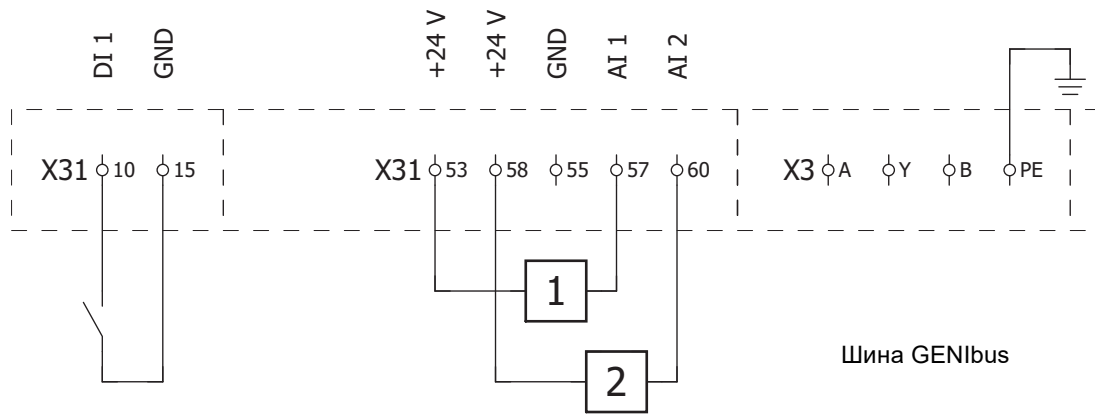 DI 1 GND +24 V +24 V GND AI 1 AI 2
X31 10 15 X31 53 58 55 57 60 X3 A Y B PE
1
2
Шина GENIbus